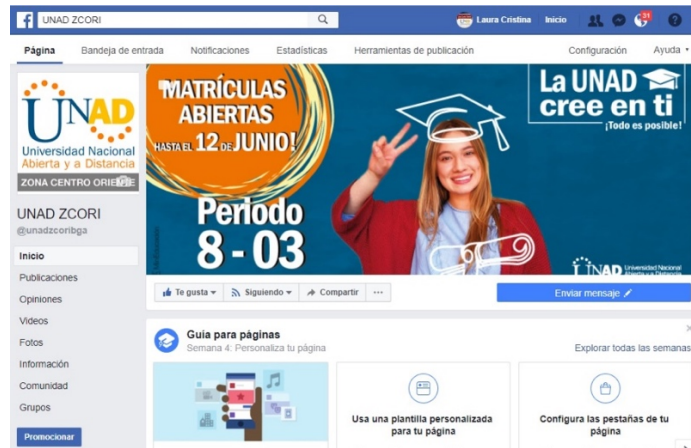 UNAD ZCORI
Laura Cristina Inicio 31
Página Bandeja de entrada Notificaciones Estadísticas Herramientas de publicación Configuración Ayuda
UNAD
Universidad Nacional
Abierta y a Distancia
ZONA CENTRO ORIENTE
MATRÍCULAS
ABIERTAS
HASTA EL 12 DE JUNIO!
Periodo
8 - 03
La UNAD
cree en ti
¡Todo es posible!
UNAD Universidad Nacional
Abierta y a Distancia
UNAD ZCORI
@unadzcoribga
Inicio
Publicaciones
Opiniones
Videos
Fotos
Información
Comunidad
Grupos
Promocionar
Te gusta Siguiendo Compartir ...
Enviar mensaje
Guía para páginas
Semana 4: Personaliza tu página
Explorar todas las semanas
Usa una plantilla personalizada
para tu página
Configura las pestañas de tu
página